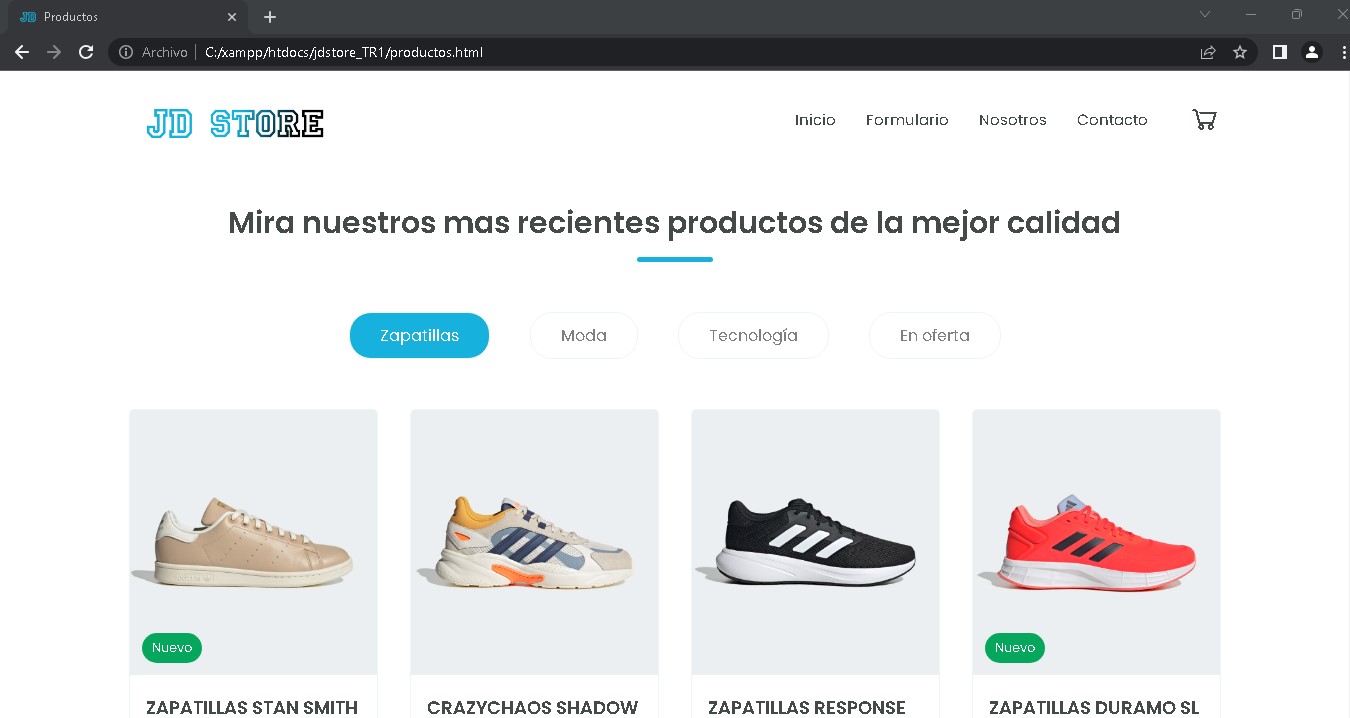 JD Productos
Archivo C:/xampp/htdocs/jdstore_TR1/productos.html
JD STORE
Inicio Formulario Nosotros Contacto
Mira nuestros mas recientes productos de la mejor calidad
Zapatillas Moda Tecnología En oferta
Nuevo Nuevo
ZAPATILLAS STAN SMITH CRAZYCHAOS SHADOW ZAPATILLAS RESPONSE ZAPATILLAS DURAMO SL